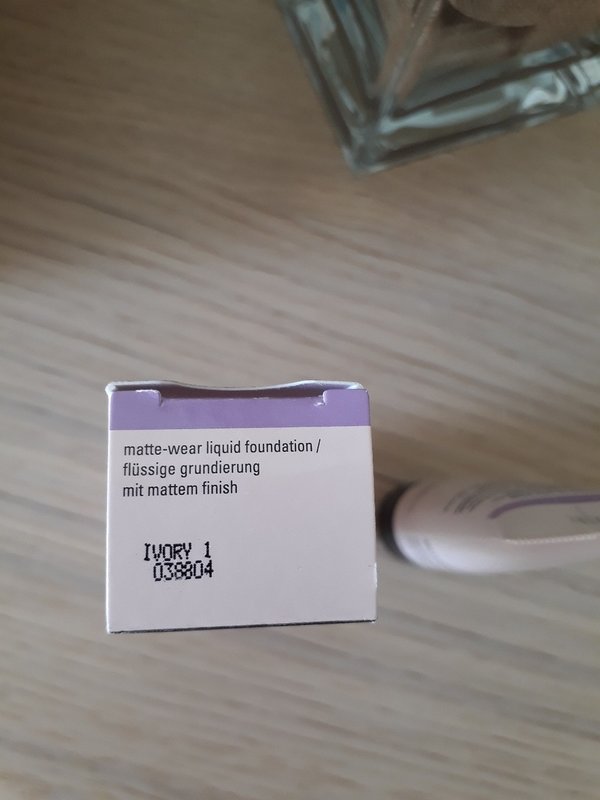 matte-wear liquid foundation /
flüssige grundierung
mit mattem finish
IVORY 1
038804